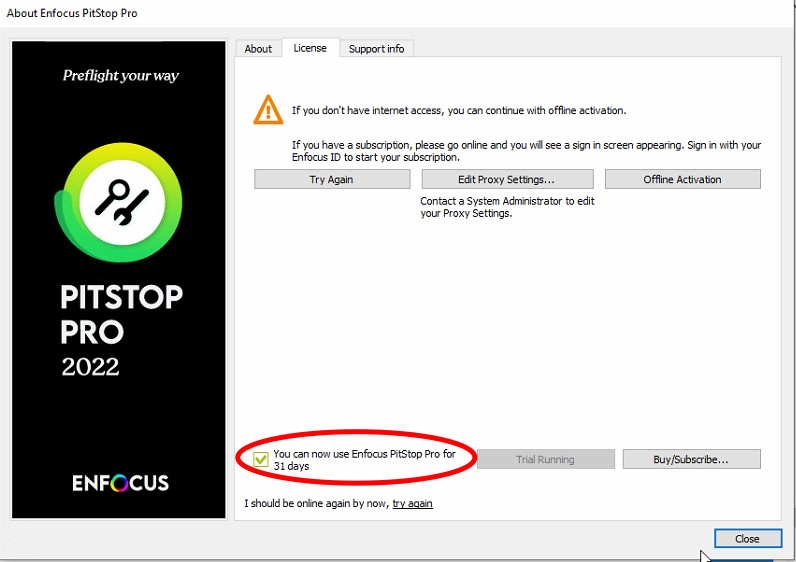 About Enfocus PitStop Pro
Preflight your way
PITSTOP
PRO
2022
ENFOCUS
About
License
Support info
If you don't have internet access, you can continue with offline activation.
If you have a subscription, please go online and you will see a sign in screen appearing. Sign in with your
Enfocus ID to start your subscription.
Try Again
Edit Proxy Settings...
Offline Activation
Contact a System Administrator to edit
your Proxy Settings.
You can now use Enfocus PitStop Pro for
31 days
Trial Running
Buy/Subscribe...
I should be online again by now, try again
Close